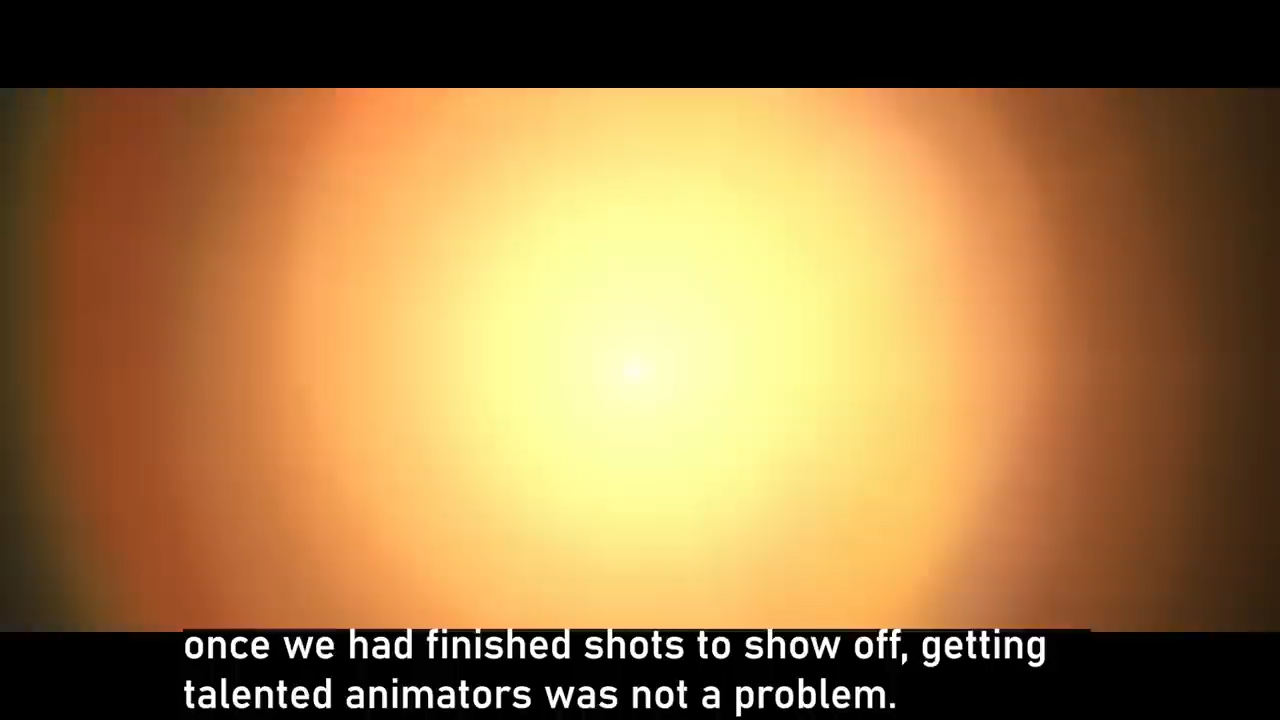 once we had finished shots to show off, getting
talented animators was not a problem.